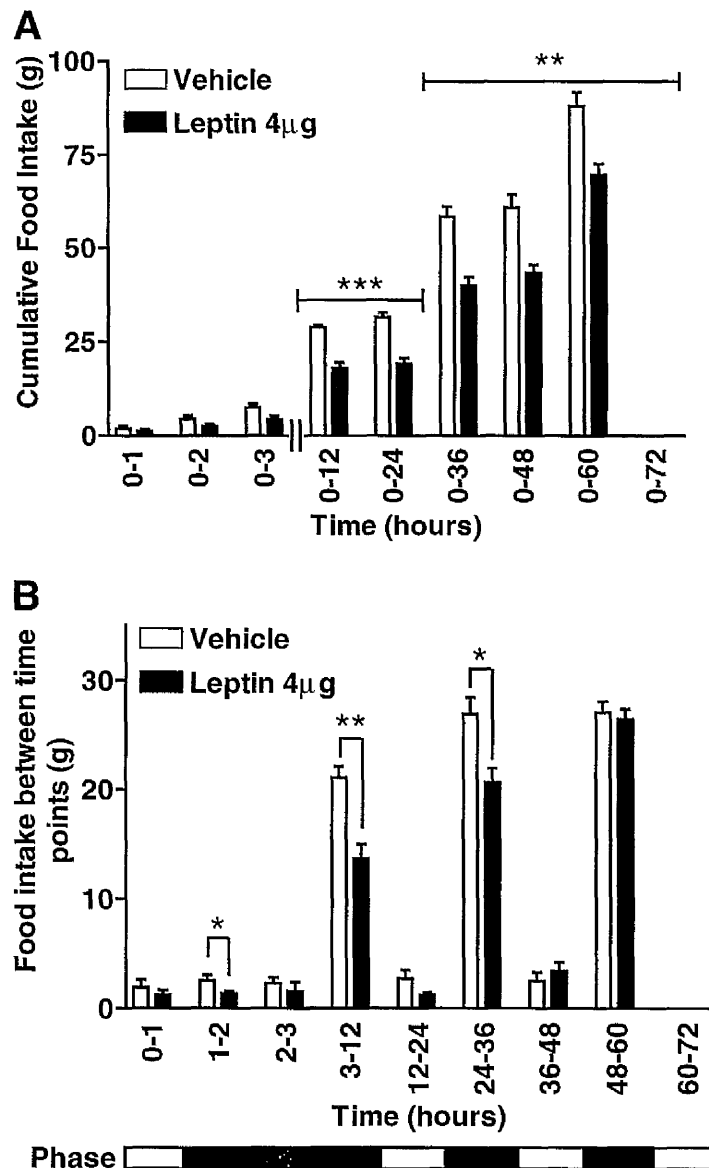 A
Cumulative Food Intake (g)
100
75
50
25
0
Vehicle
Leptin 4μg
***
**
0-1
0-2
0-3
0-12
0-24
0-36
0-48
0-60
0-72
Time (hours)
B
Food intake between time
points (g)
30
20
10
0
Vehicle
Leptin 4μg
*
**
*
0-1
1-2
2-3
3-12
12-24
24-36
36-48
48-60
60-72
Time (hours)
Phase